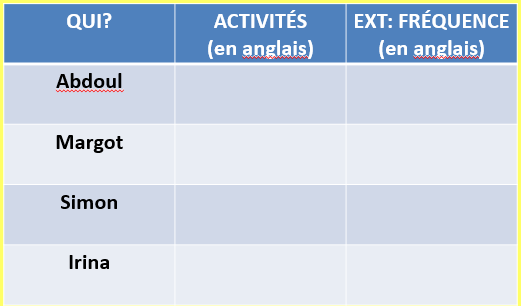 QUI?
ACTIVITÉS
(en anglais)
EXT: FRÉQUENCE
(en anglais)
Abdoul
Margot
Simon
Irina